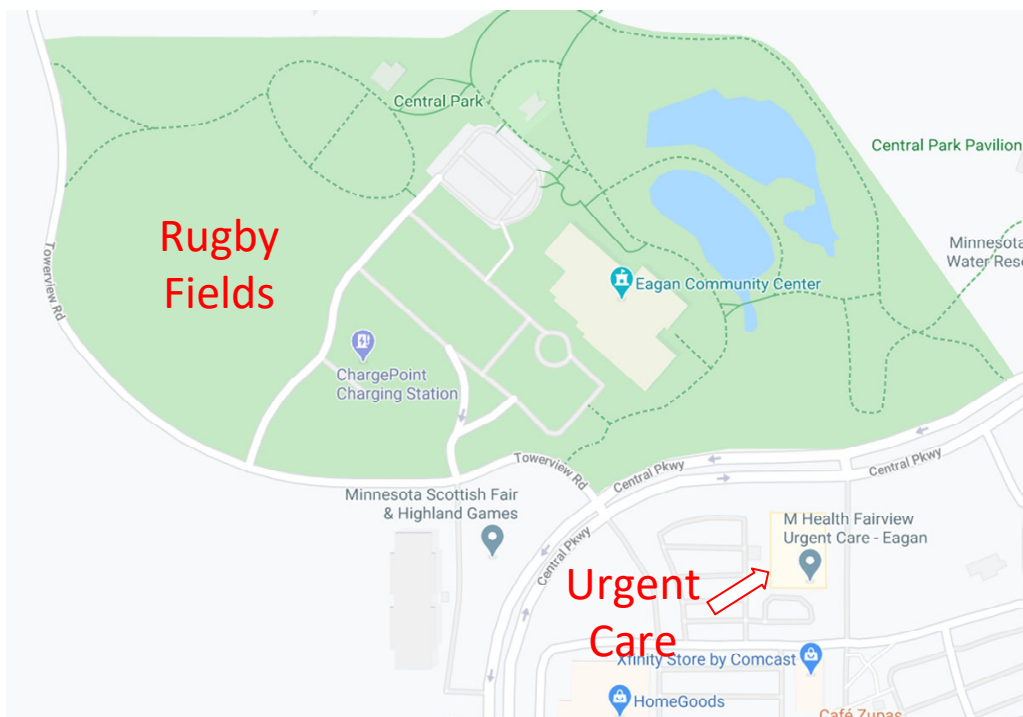 Central Park
Central Park Pavilion
Rugby
Fields
Towerview Rd
Minnesota
Water Res
Eagan Community Center
ChargePoint
Charging Station
Towerview Rd
Central Pkwy
Central Pkwy
Minnesota Scottish Fair
& Highland Games
M Health Fairview
Urgent Care - Eagan
Central Pkwy
Urgent
Care
Xfinity Store by Comcast
HomeGoods
Café Zupas